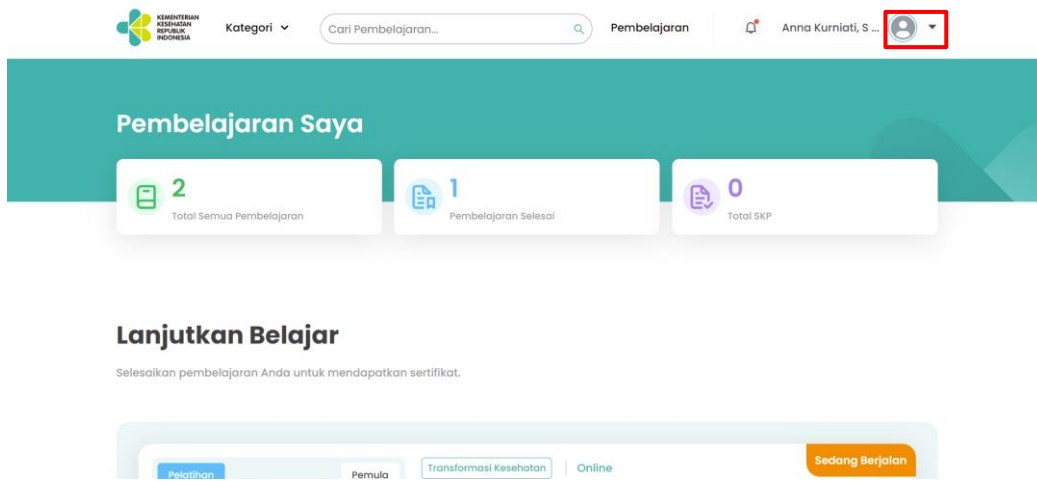 KEMENTERIAN
KESEHATAN
REPUBLIK
INDONESIA
Kategori
Cari Pembelajaran...
Pembelajaran
Anna Kurniati, S ...
Pembelajaran Saya
2
Total Semua Pembelajaran
1
Pembelajaran Selesai
0
Total SKP
Lanjutkan Belajar
Selesaikan pembelajaran Anda untuk mendapatkan sertifikat.
Pelatihan
Pemula
Transformasi Kesehatan
Online
Sedang Berjalan